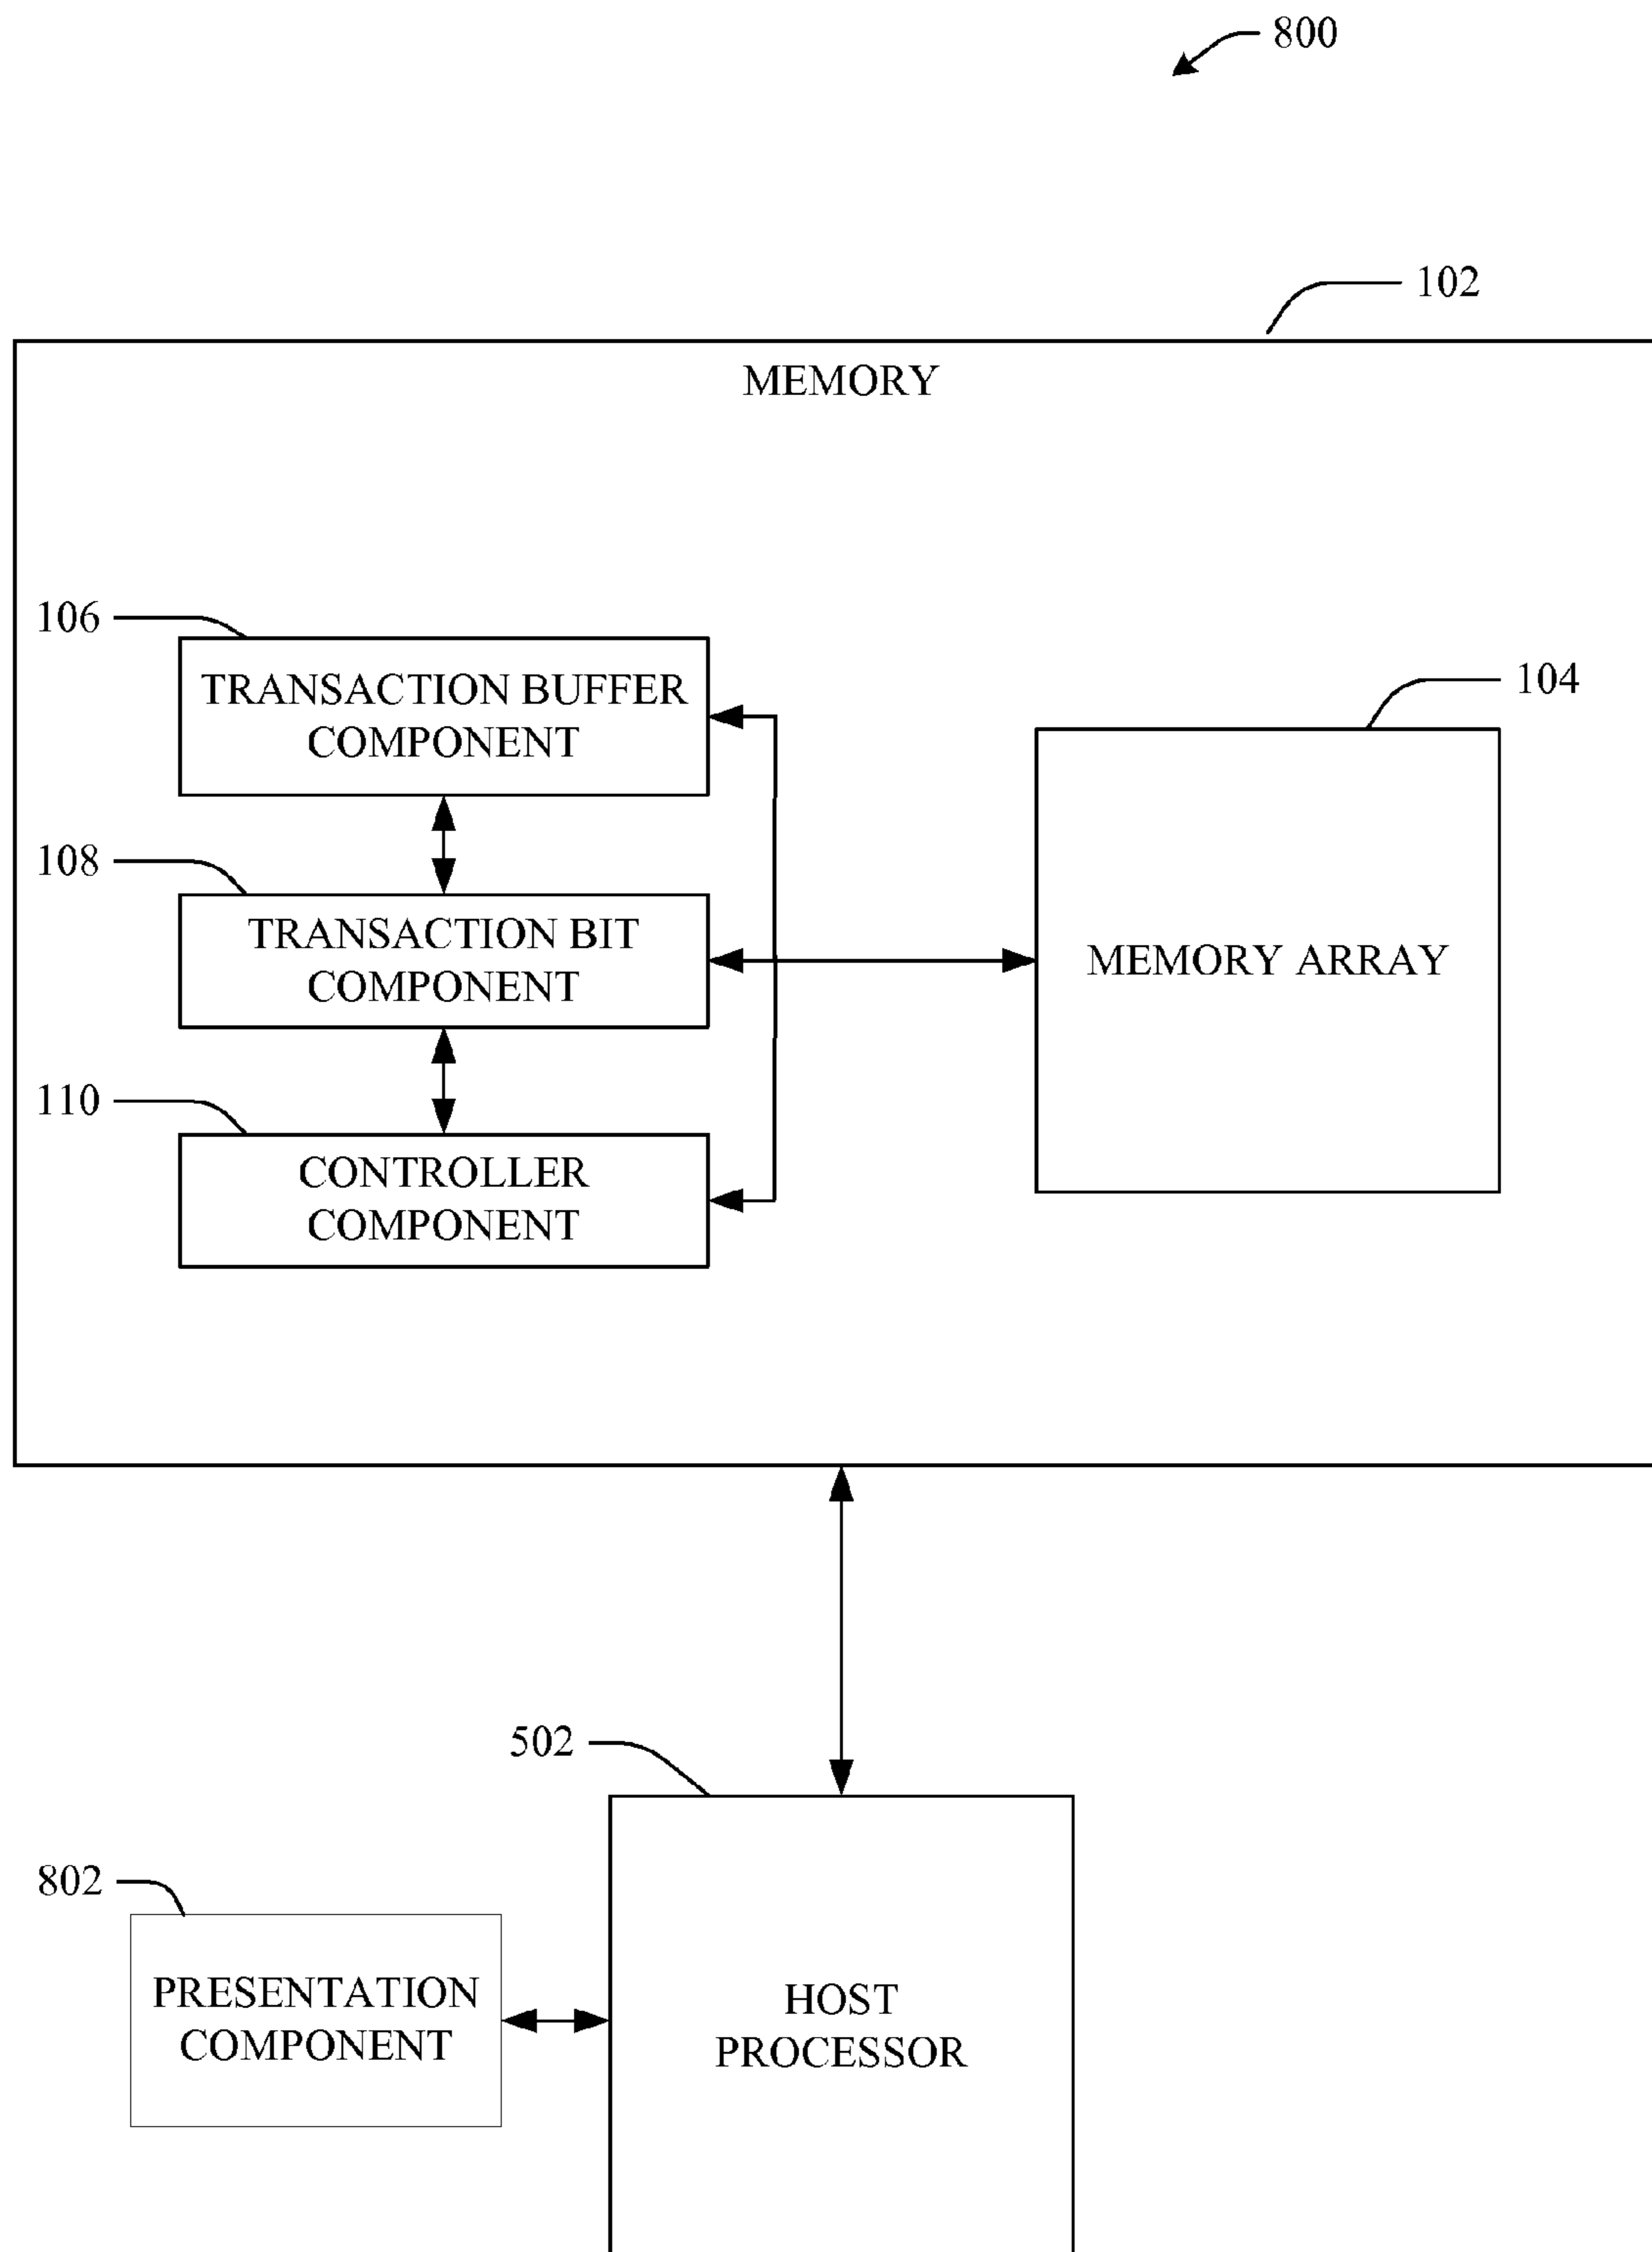 800
102
MEMORY
106
TRANSACTION BUFFER
COMPONENT
104
108
TRANSACTION BIT
COMPONENT
MEMORY ARRAY
110
CONTROLLER
COMPONENT
502
802
PRESENTATION
COMPONENT
HOST
PROCESSOR